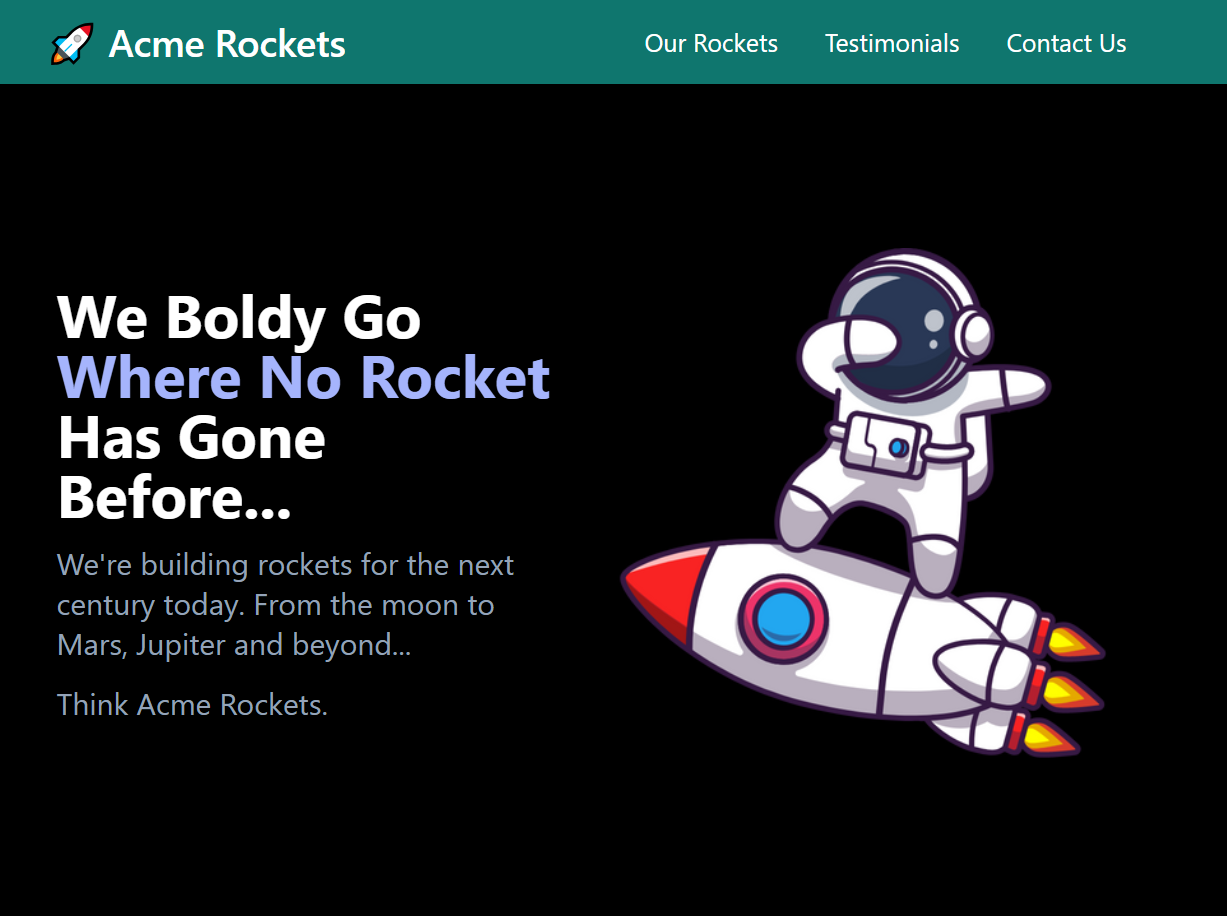 Acme Rockets
Our Rockets
Testimonials
Contact Us
We Boldy Go
Where No Rocket
Has Gone
Before...
We're building rockets for the next
century today. From the moon to
Mars, Jupiter and beyond...
Think Acme Rockets.